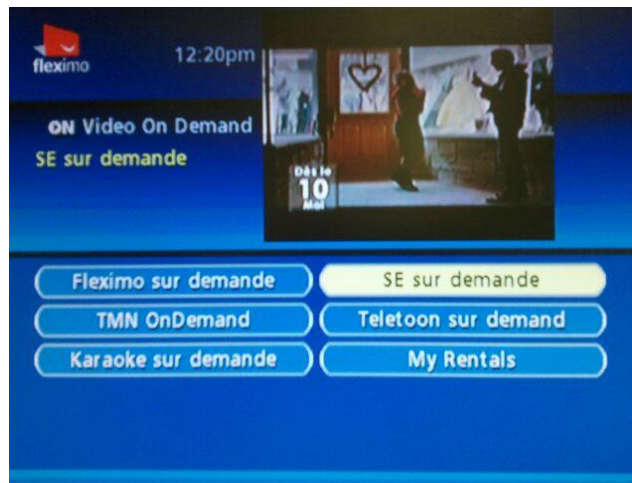 fleximo
12:20pm
ON Video On Demand
SE sur demande
Dès le
10
Mai
Fleximo sur demande
SE sur demande
TMN OnDemand
Teletoon sur demand
Karaoke sur demande
My Rentals